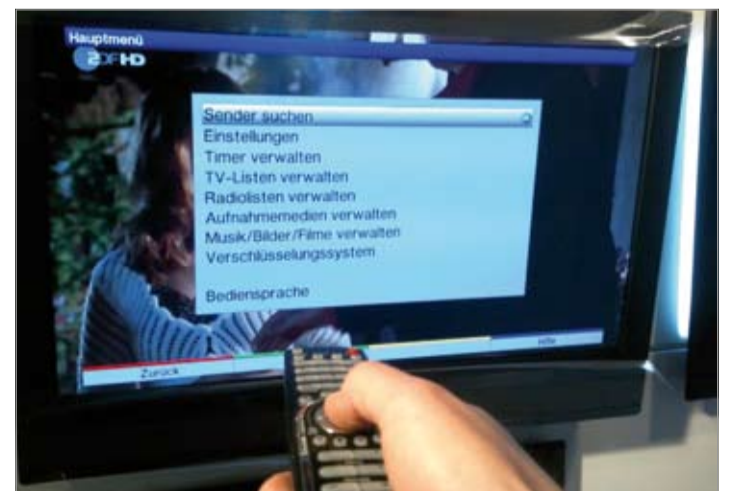 Hauptmenü
ZDF HD
Sender suchen
Einstellungen
Timer verwalten
TV-Listen verwalten
Radiolisten verwalten
Aufnahmemedien verwalten
Musik/Bilder/Filme verwalten
Verschlüsselungssystem
Bediensprache
Zurück
Hilfe